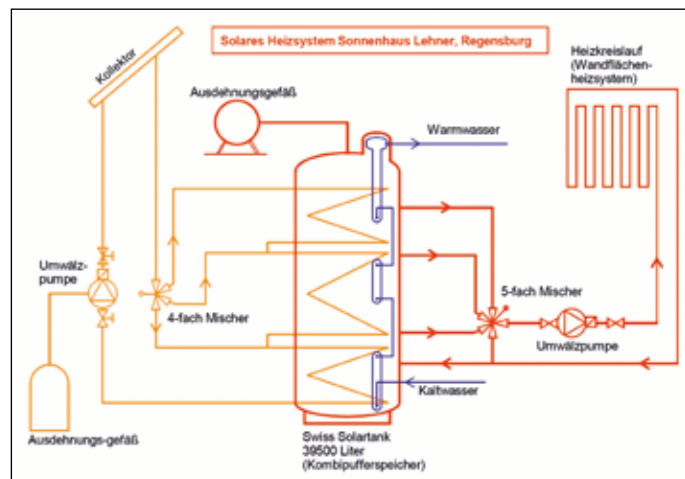 Solares Heizsystem Sonnenhaus Lehner, Regensburg
Heizkreislauf
(Wandflächen-
heizsystem)
Kollektor
Ausdehnungsgefäß
Warmwasser
Umwälz-
pumpe
4-fach Mischer
5-fach Mischer
Umwälzpumpe
Kaltwasser
Ausdehnungs-gefäß
Swiss Solartank
39500 Liter
(Kombipufferspeicher)